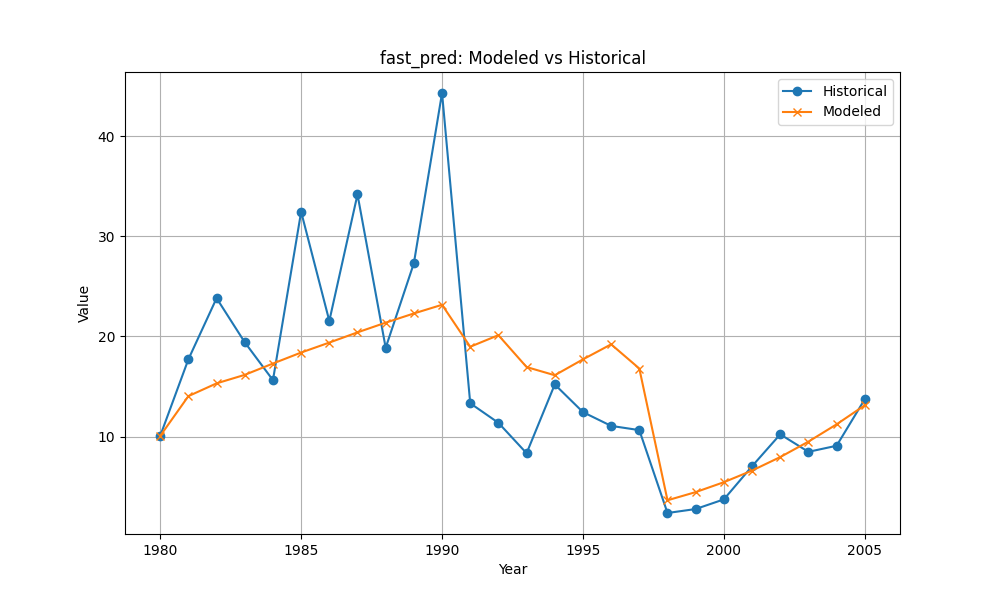 fast_pred: Modeled vs Historical
Historical
Modeled
Value
40
30
20
10
1980 1985 1990 1995 2000 2005
Year